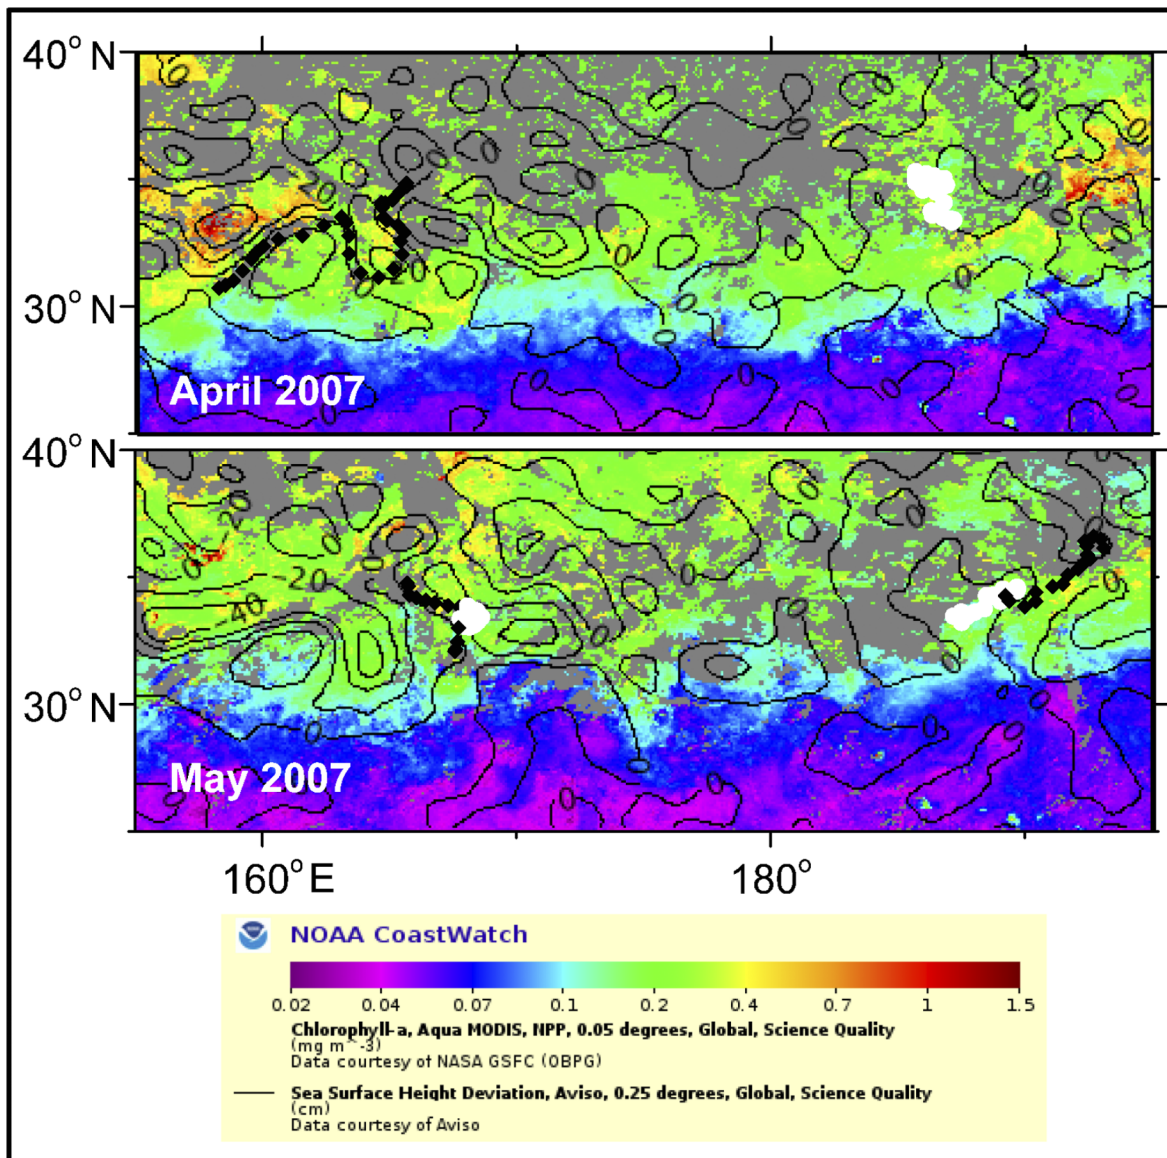 40° N
30° N
April 2007
40° N
30° N
May 2007
160° E
180°
NOAA CoastWatch
0.02 0.04 0.07 0.1 0.2 0.4 0.7 1 1.5
Chlorophyll-a, Aqua MODIS, NPP, 0.05 degrees, Global, Science Quality
(mg m^-3)
Data courtesy of NASA GSFC (OBPG)
Sea Surface Height Deviation, Aviso, 0.25 degrees, Global, Science Quality
(cm)
Data courtesy of Aviso